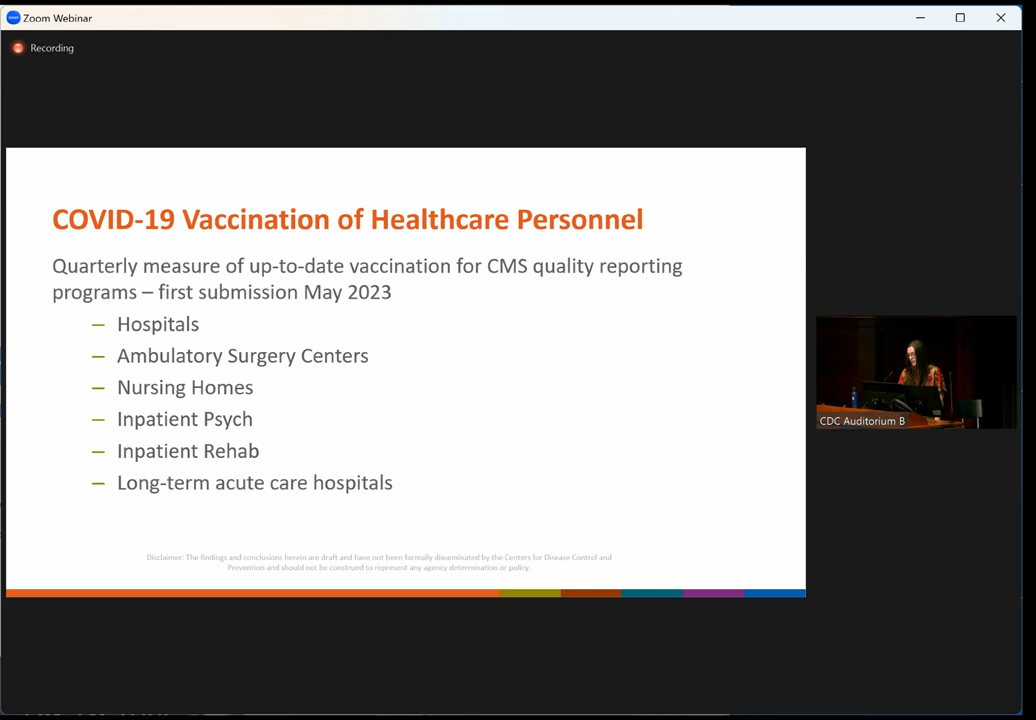 Zoom Webinar
Recording
COVID-19 Vaccination of Healthcare Personnel
Quarterly measure of up-to-date vaccination for CMS quality reporting
programs – first submission May 2023
– Hospitals
– Ambulatory Surgery Centers
– Nursing Homes
– Inpatient Psych
– Inpatient Rehab
– Long-term acute care hospitals
CDC Auditorium B
Disclaimer: The findings and conclusions herein are draft and have not been formally disseminated by the Centers for Disease Control and
Prevention and should not be construed to represent any agency determination or policy.